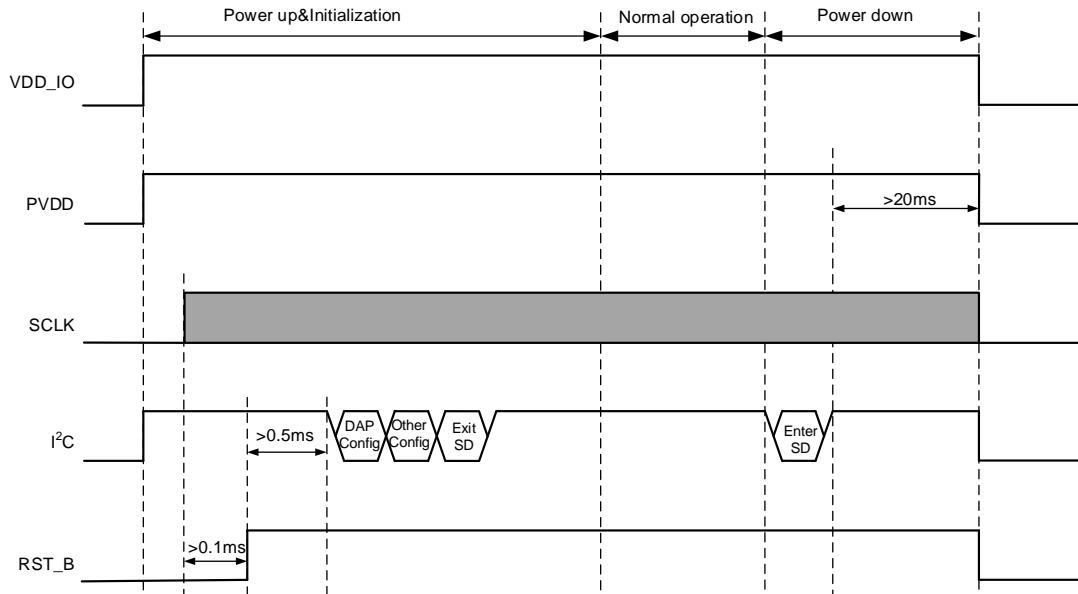 Power up&Initialization
Normal operation
Power down
VDD_IO
PVDD
>20ms
SCLK
I²C
>0.5ms
DAP
Config
Other
Config
Exit
SD
Enter
SD
RST_B
>0.1ms